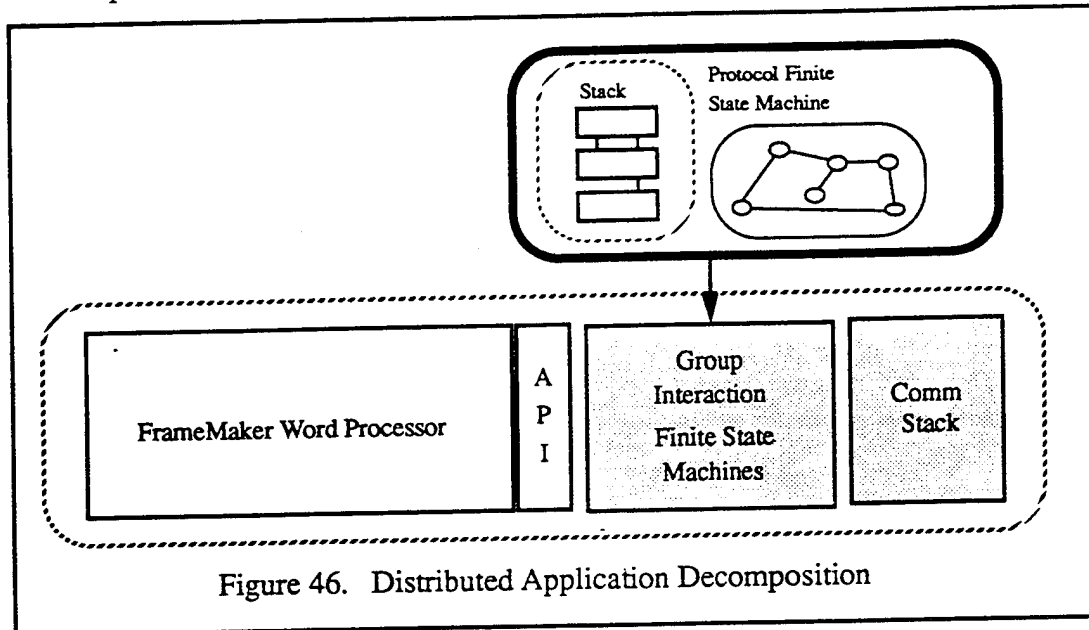 Stack
Protocol Finite
State Machine
FrameMaker Word Processor
A
P
I
Group
Interaction
Finite State
Machines
Comm
Stack
Figure 46. Distributed Application Decomposition